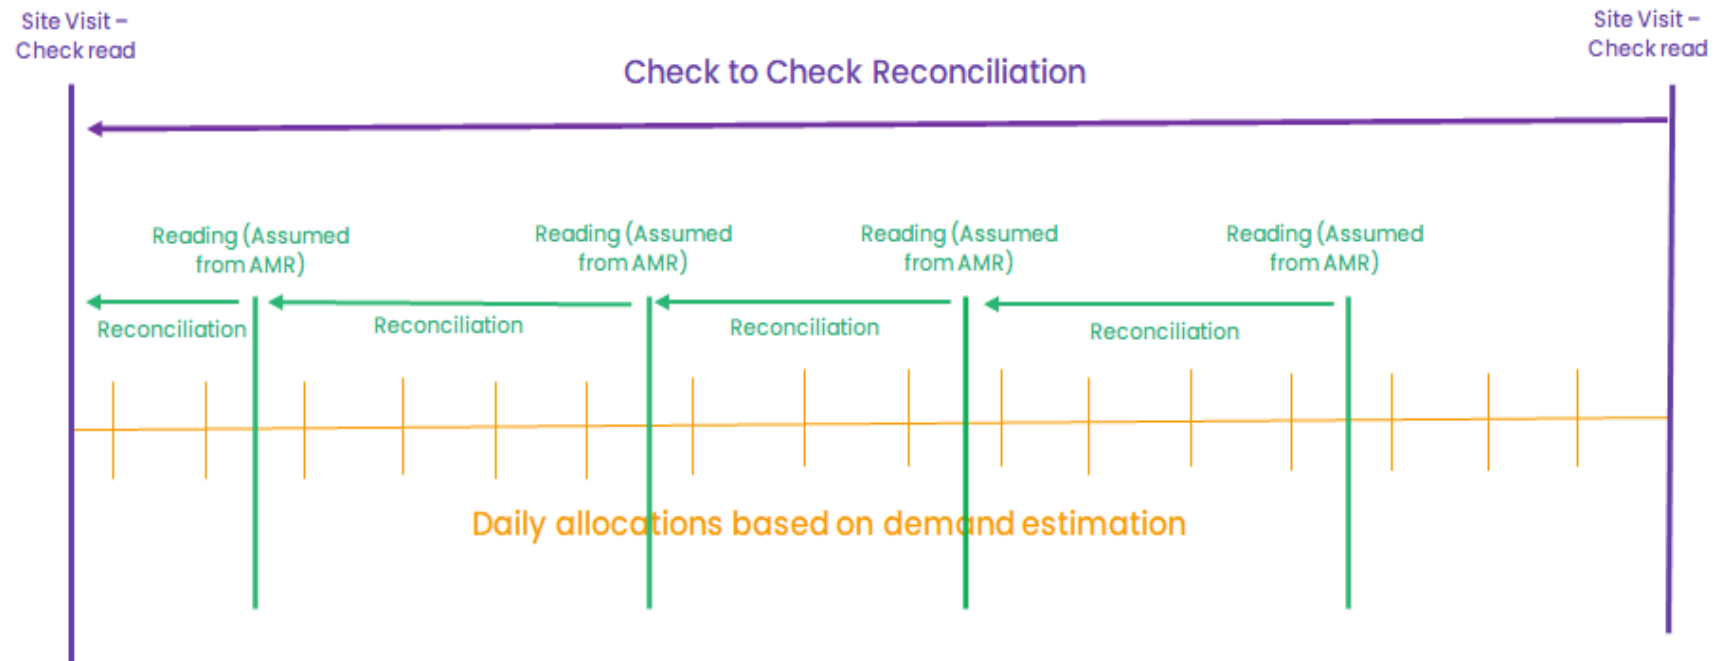 Site Visit –
Check read
Site Visit –
Check read
Check to Check Reconciliation
Reading (Assumed
from AMR)
Reading (Assumed
from AMR)
Reading (Assumed
from AMR)
Reading (Assumed
from AMR)
Reconciliation
Reconciliation
Reconciliation
Reconciliation
Daily allocations based on demand estimation